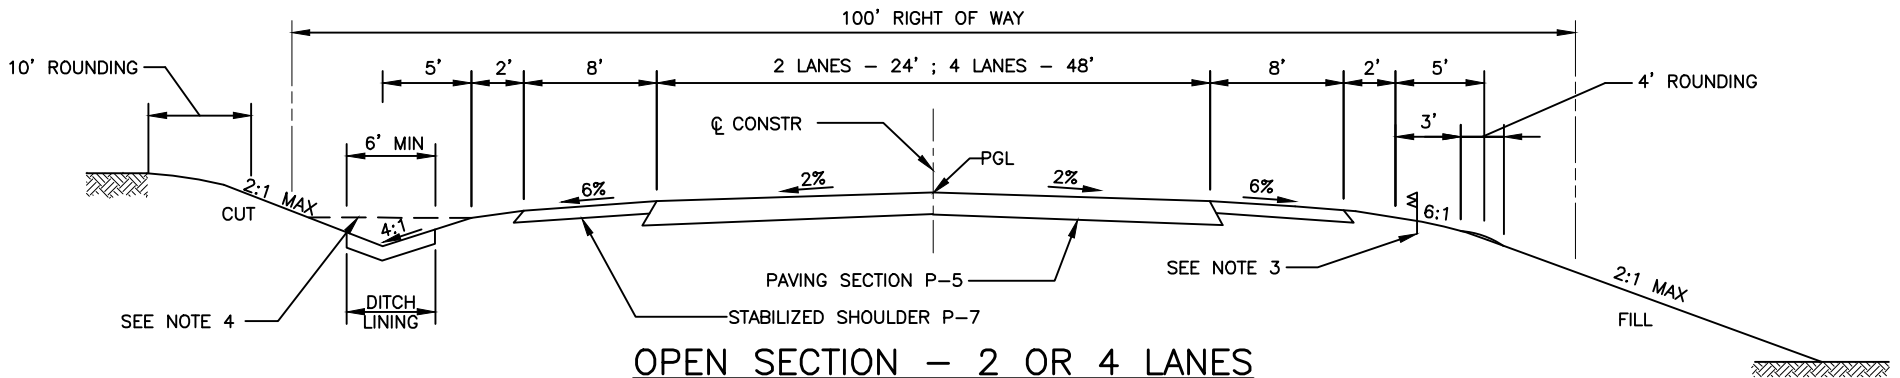 100' RIGHT OF WAY
10' ROUNDING
5'
2'
8'
2 LANES - 24' ; 4 LANES - 48'
8'
2'
5'
4' ROUNDING
6' MIN
℄ CONSTR
3'
PGL
2:1 MAX
CUT
4:1
6%
2%
2%
6%
6:1
SEE NOTE 4
DITCH
LINING
PAVING SECTION P-5
STABILIZED SHOULDER P-7
SEE NOTE 3
2:1 MAX
FILL
OPEN SECTION - 2 OR 4 LANES